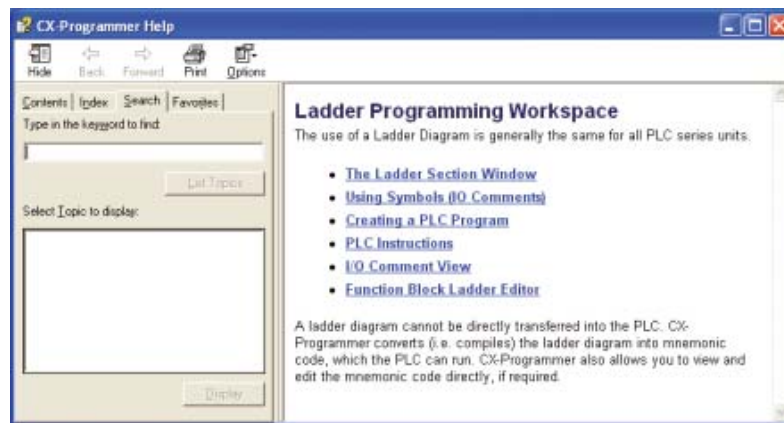 CX-Programmer Help
Hide Back Forward Print Options
Contents Index Search Favorites
Type in the keyword to find:
List Topics
Select Topic to display:
Display
Ladder Programming Workspace
The use of a Ladder Diagram is generally the same for all PLC series units.
• The Ladder Section Window
• Using Symbols (IO Comments)
• Creating a PLC Program
• PLC Instructions
• I/O Comment View
• Function Block Ladder Editor
A ladder diagram cannot be directly transferred into the PLC. CX-
Programmer converts (i.e. compiles) the ladder diagram into mnemonic
code, which the PLC can run. CX-Programmer also allows you to view and
edit the mnemonic code directly, if required.